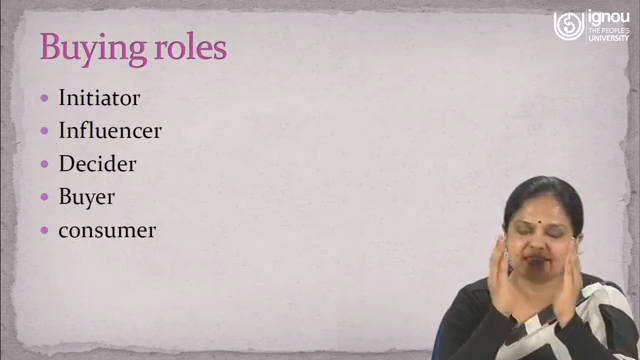 Buying roles
Initiator
Influencer
Decider
Buyer
consumer
ignou
THE PEOPLE'S
UNIVERSITY